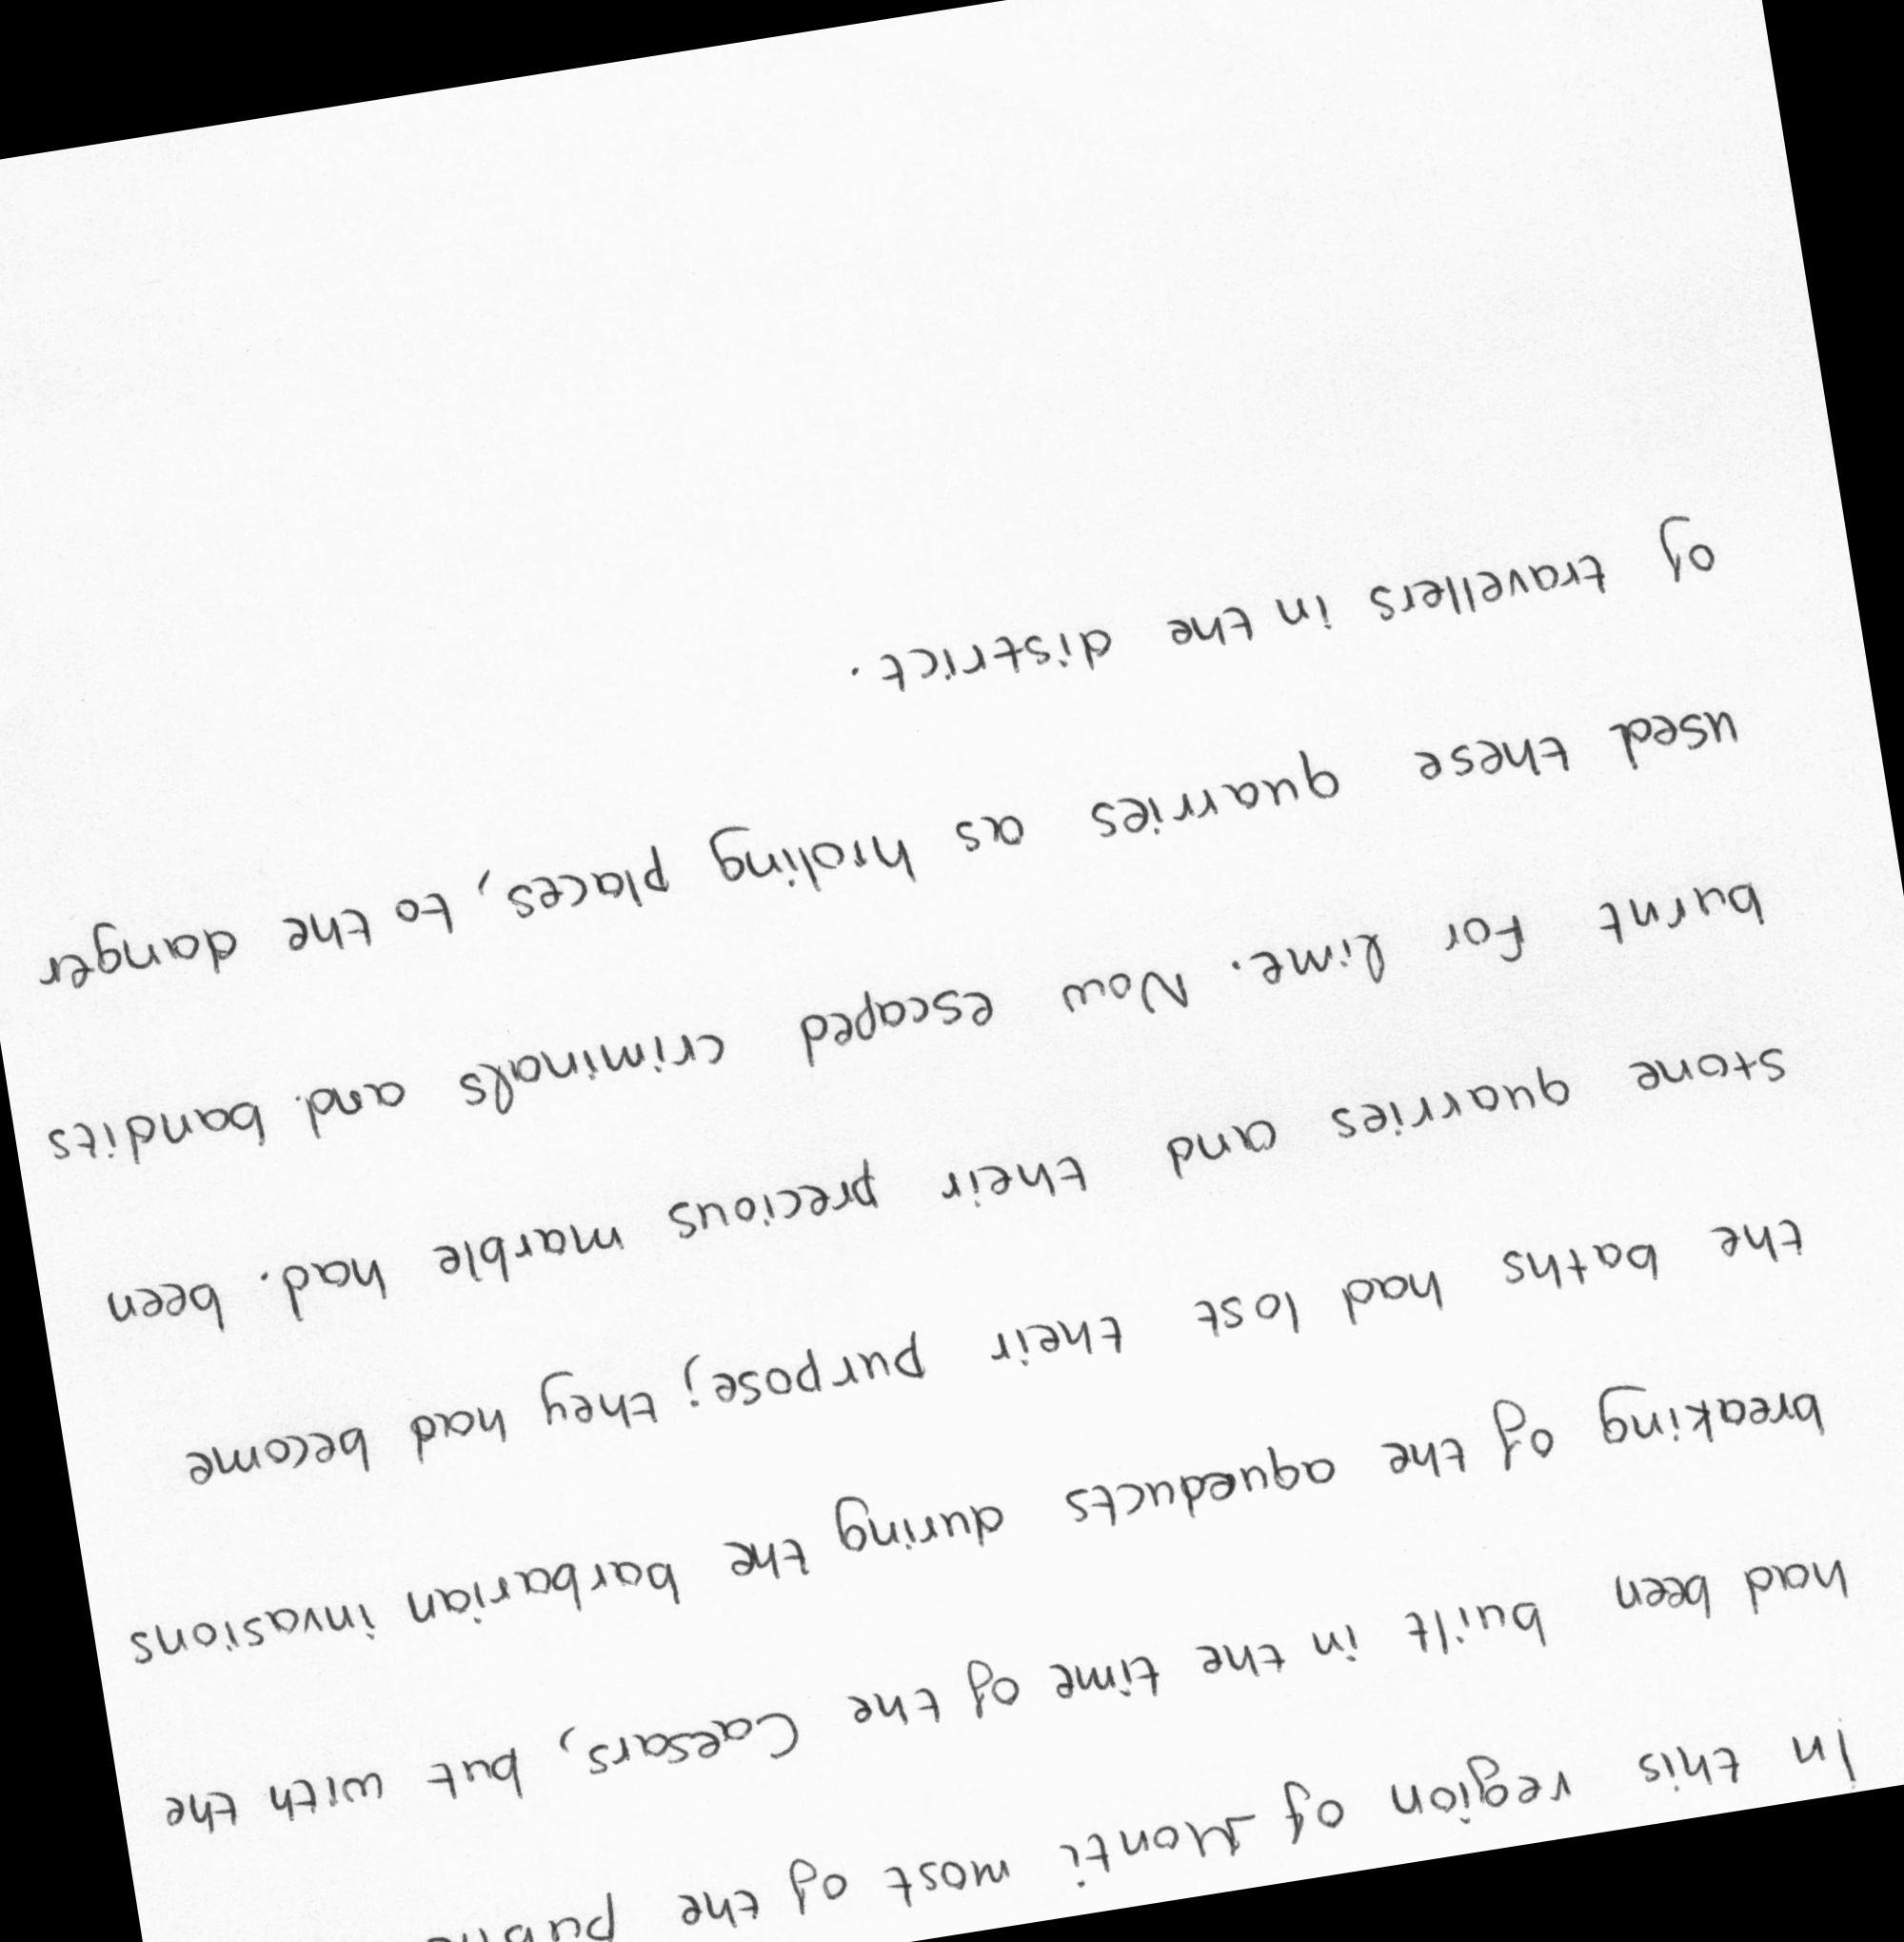 In this region of Monti most of the public
had been built in the time of the Caesars, but with the
breaking of the aqueducts during the barbarian invasions
the baths had lost their purpose; they had become
stone quarries and their precious marble had been
burnt for lime. Now escaped criminals and bandits
used these quarries as hiding places, to the danger
of travellers in the district.